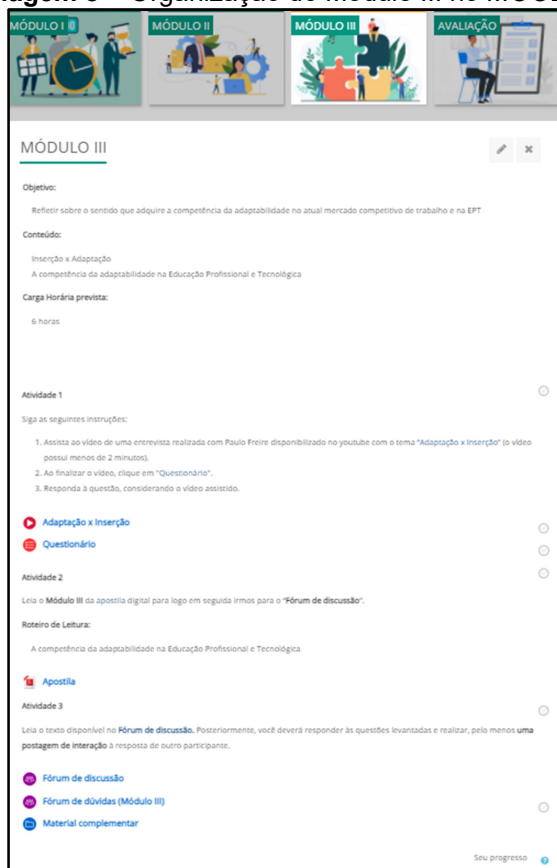 MÓDULO I
MÓDULO II
MÓDULO III
AVALIAÇÃO
MÓDULO III
Objetivo:
Refletir sobre o sentido que adquire a competência da adaptabilidade no atual mercado competitivo de trabalho e na EPT
Conteúdo:
Inserção x Adaptação
A competência da adaptabilidade na Educação Profissional e Tecnológica
Carga Horária prevista:
6 horas
Atividade 1
Siga as seguintes instruções:
1. Assista ao vídeo de uma entrevista realizada com Paulo Freire disponibilizado no youtube com o tema "Adaptação x Inserção" (o vídeo
possui menos de 2 minutos).
2. Ao finalizar o vídeo, clique em "Questionário".
3. Responda à questão, considerando o vídeo assistido.
Adaptação x Inserção
Questionário
Atividade 2
Leia o Módulo III da apostila digital para logo em seguida irmos para o "Fórum de discussão".
Roteiro de Leitura:
A competência da adaptabilidade na Educação Profissional e Tecnológica
Apostila
Atividade 3
Leia o texto disponível no Fórum de discussão. Posteriormente, você deverá responder às questões levantadas e realizar, pelo menos uma
postagem de interação à resposta de outro participante.
Fórum de discussão
Fórum de dúvidas (Módulo III)
Material complementar
Seu progresso